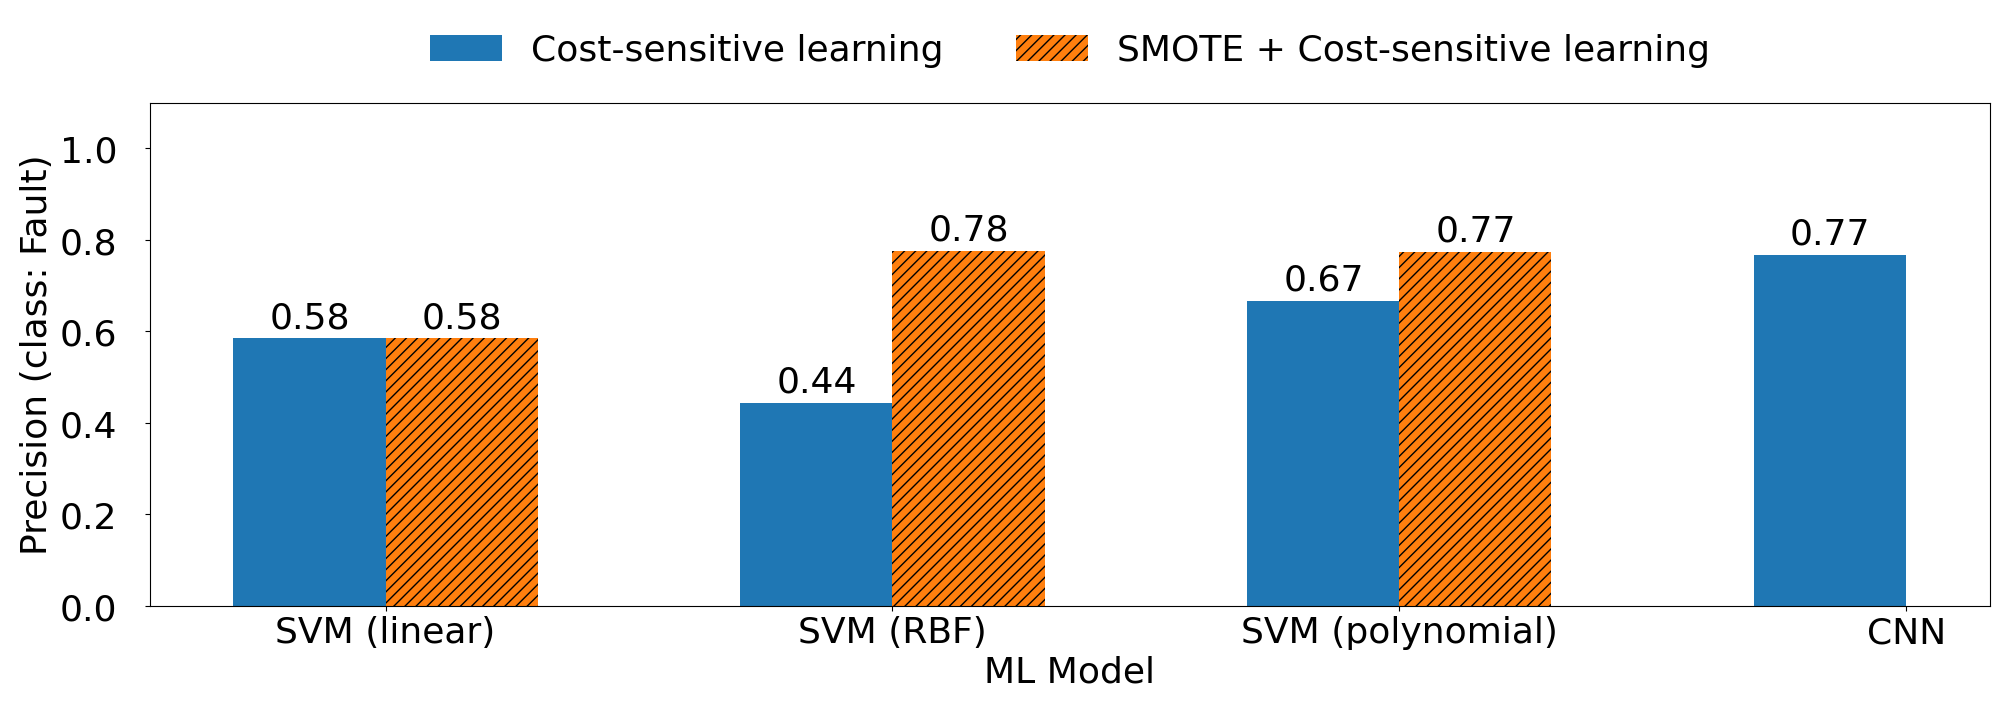 Cost-sensitive learning SMOTE + Cost-sensitive learning
Precision (class: Fault)
1.0
0.8
0.6
0.4
0.2
0.0
0.58 0.58
0.44 0.78
0.67 0.77
0.77
SVM (linear) SVM (RBF) SVM (polynomial) CNN
ML Model